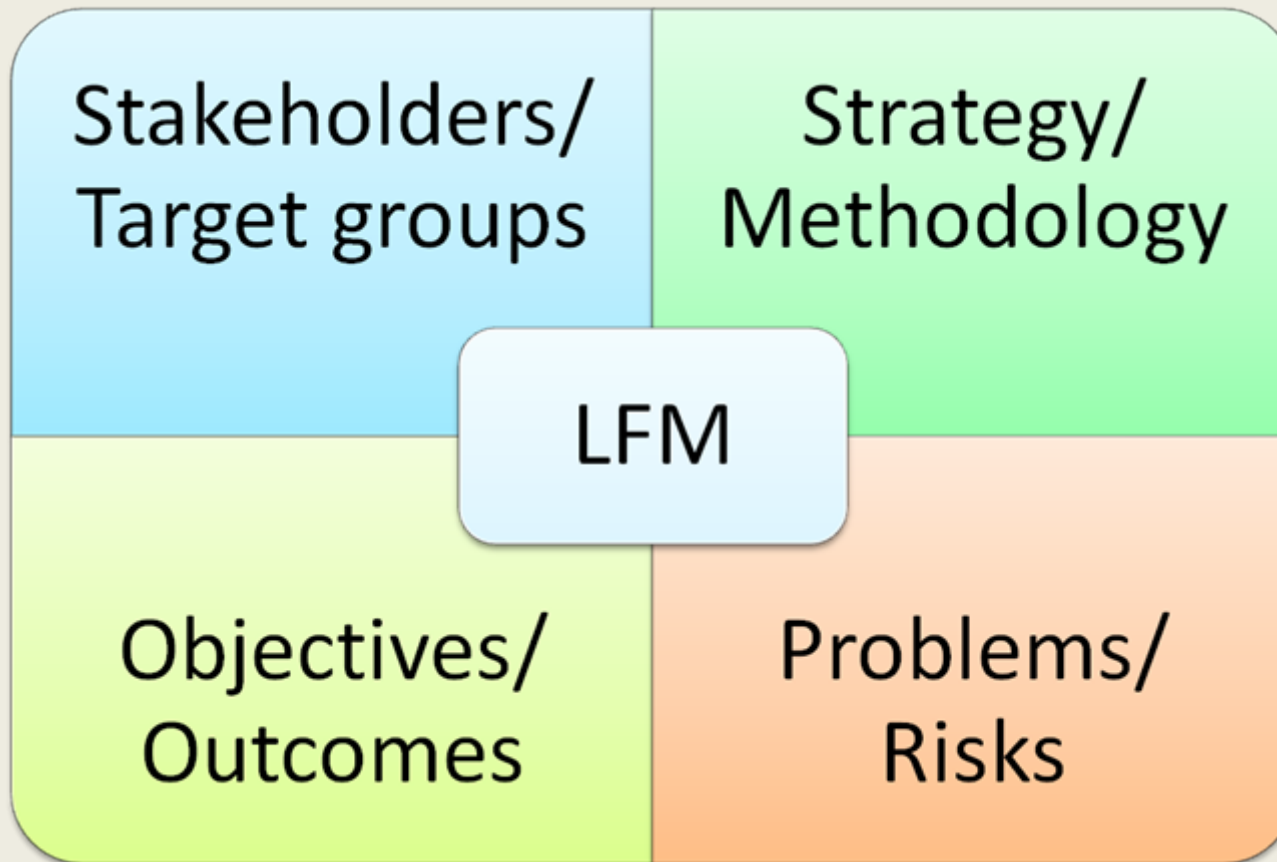 Stakeholders/
Target groups
Strategy/
Methodology
LFM
Objectives/
Outcomes
Problems/
Risks